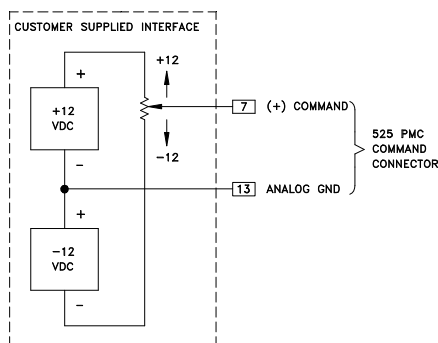 CUSTOMER SUPPLIED INTERFACE
+12
+
+12
VDC
7 (+) COMMAND
-12
-
525 PMC
COMMAND
CONNECTOR
13 ANALOG GND
+
-12
VDC
-